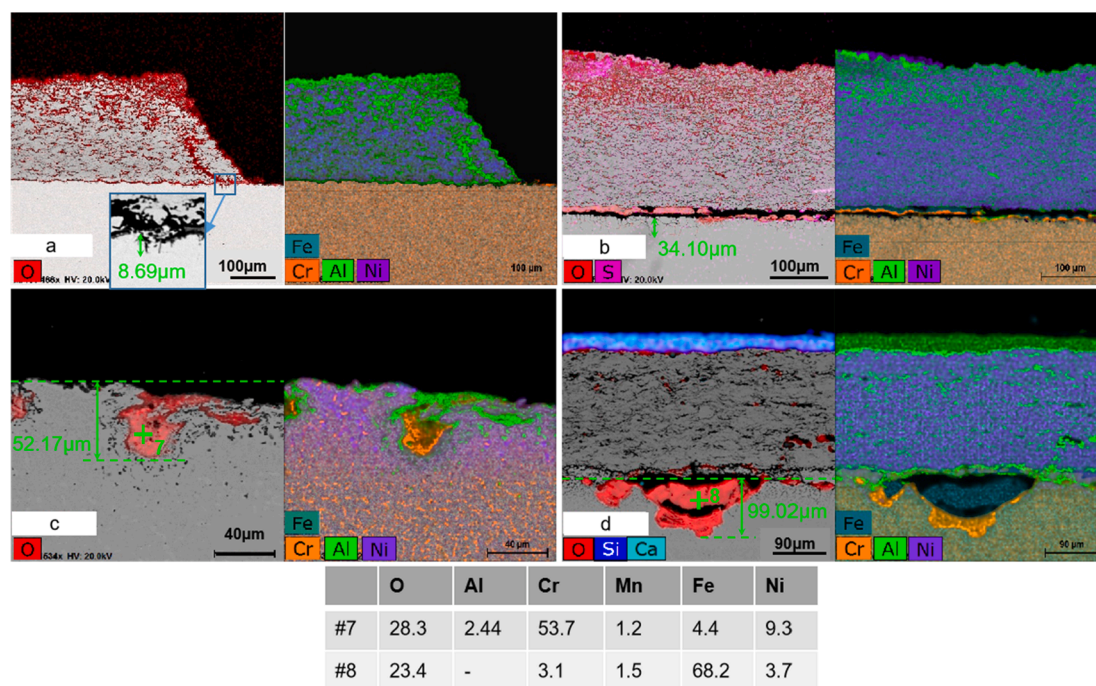 a
8.69μm
O
466x HV: 20.0kV
100μm
Fe
Cr Al Ni
100 μm
b
34.10μm
O S
HV: 20.0kV
100μm
Fe
Cr Al Ni
100 μm
52.17μm
7
c
O
634x HV: 20.0kV
40μm
Fe
Cr Al Ni
40 μm
8
99.02μm
d
O Si Ca
90μm
Fe
Cr Al Ni
90 μm
O Al Cr Mn Fe Ni
#7 28.3 2.44 53.7 1.2 4.4 9.3
#8 23.4 - 3.1 1.5 68.2 3.7